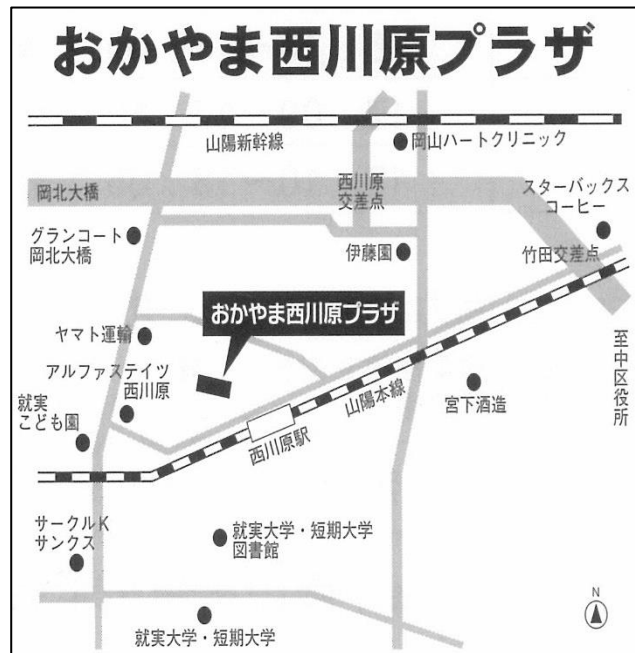 おかやま西川原プラザ
山陽新幹線
岡山ハートクリニック
岡北大橋
西川原
交差点
スターバックス
コーヒー
グランコート
岡北大橋
伊藤園
竹田交差点
おかやま西川原プラザ
ヤマト運輸
アルファステイツ
西川原
至中区役所
就実
こども園
山陽本線
宮下酒造
西川原駅
サークルK
サンクス
就実大学・短期大学
図書館
N
就実大学・短期大学